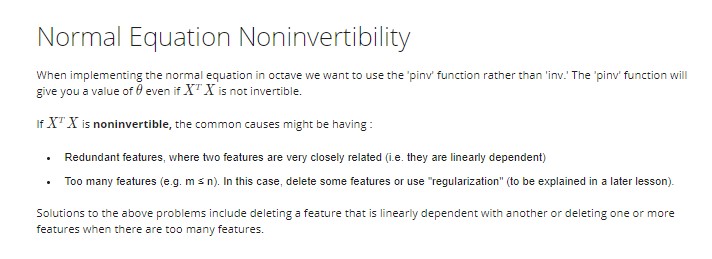 Normal Equation Noninvertibility
When implementing the normal equation in octave we want to use the 'pinv' function rather than 'inv.' The 'pinv' function will
give you a value of θ even if XᵀX is not invertible.
If XᵀX is noninvertible, the common causes might be having :
• Redundant features, where two features are very closely related (i.e. they are linearly dependent)
• Too many features (e.g. m ≤ n). In this case, delete some features or use "regularization" (to be explained in a later lesson).
Solutions to the above problems include deleting a feature that is linearly dependent with another or deleting one or more
features when there are too many features.